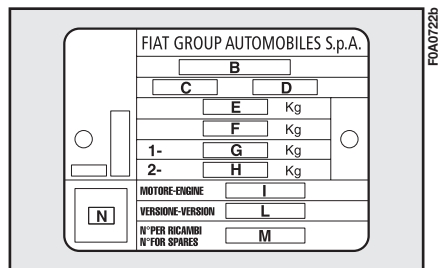 FIAT GROUP AUTOMOBILES S.p.A.
B
C D
E Kg
F Kg
1- G Kg
2- H Kg
MOTORE-ENGINE I
VERSIONE-VERSION L
N°PER RICAMBI
N°FOR SPARES M
N
F0A0722b